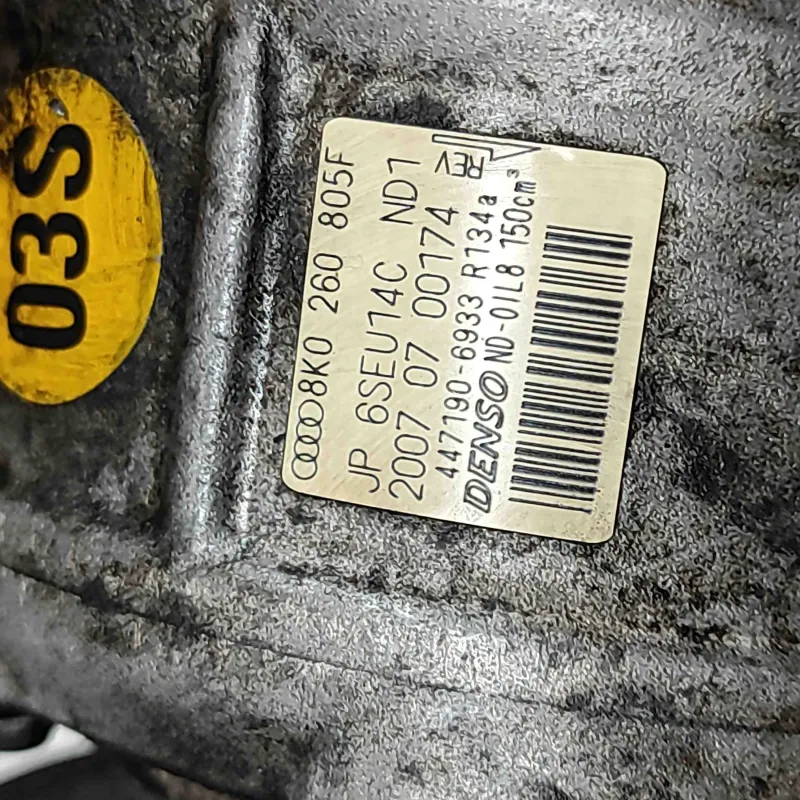 03S
8K0 260 805F
JP 6SEU14C ND1
2007 07 00174 REV
447190-6933 R134a
DENSO ND-OIL8 150cm³